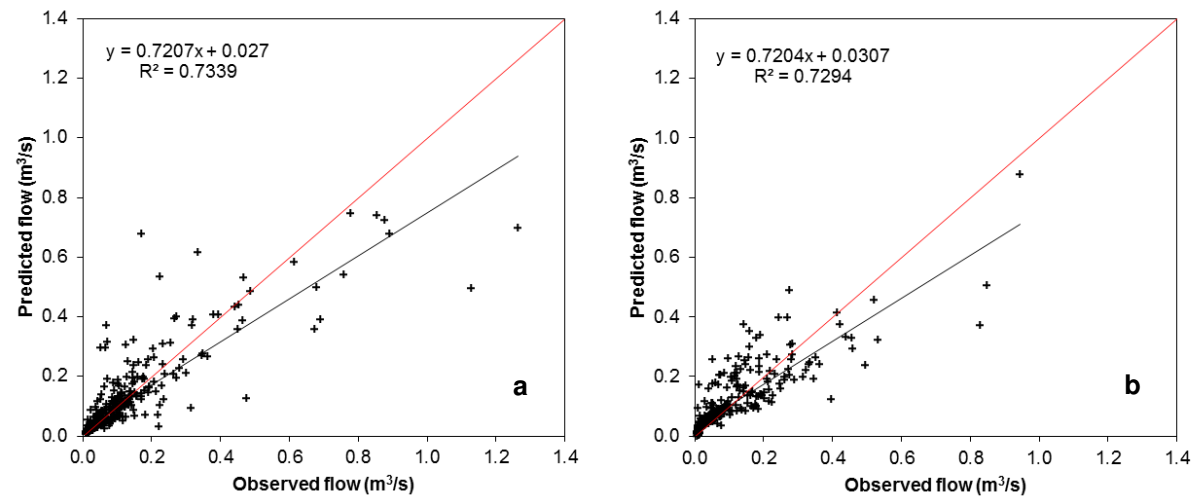 y = 0.7207x + 0.027
R² = 0.7339
1.4
1.2
1.0
0.8
0.6
0.4
0.2
0.0
Predicted flow (m³/s)
a
0.0 0.2 0.4 0.6 0.8 1.0 1.2 1.4
Observed flow (m³/s)
y = 0.7204x + 0.0307
R² = 0.7294
1.4
1.2
1.0
0.8
0.6
0.4
0.2
0.0
Predicted flow (m³/s)
b
0.0 0.2 0.4 0.6 0.8 1.0 1.2 1.4
Observed flow (m³/s)